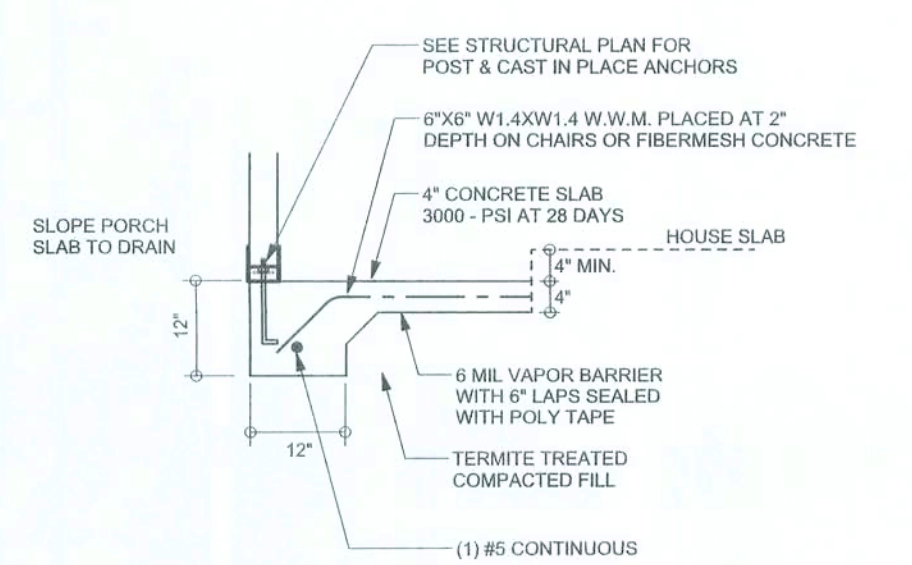 SEE STRUCTURAL PLAN FOR
POST & CAST IN PLACE ANCHORS
6"X6" W1.4XW1.4 W.W.M. PLACED AT 2"
DEPTH ON CHAIRS OR FIBERMESH CONCRETE
4" CONCRETE SLAB
3000 - PSI AT 28 DAYS
SLOPE PORCH
SLAB TO DRAIN
HOUSE SLAB
4" MIN.
4"
12"
12"
6 MIL VAPOR BARRIER
WITH 6" LAPS SEALED
WITH POLY TAPE
TERMITE TREATED
COMPACTED FILL
(1) #5 CONTINUOUS